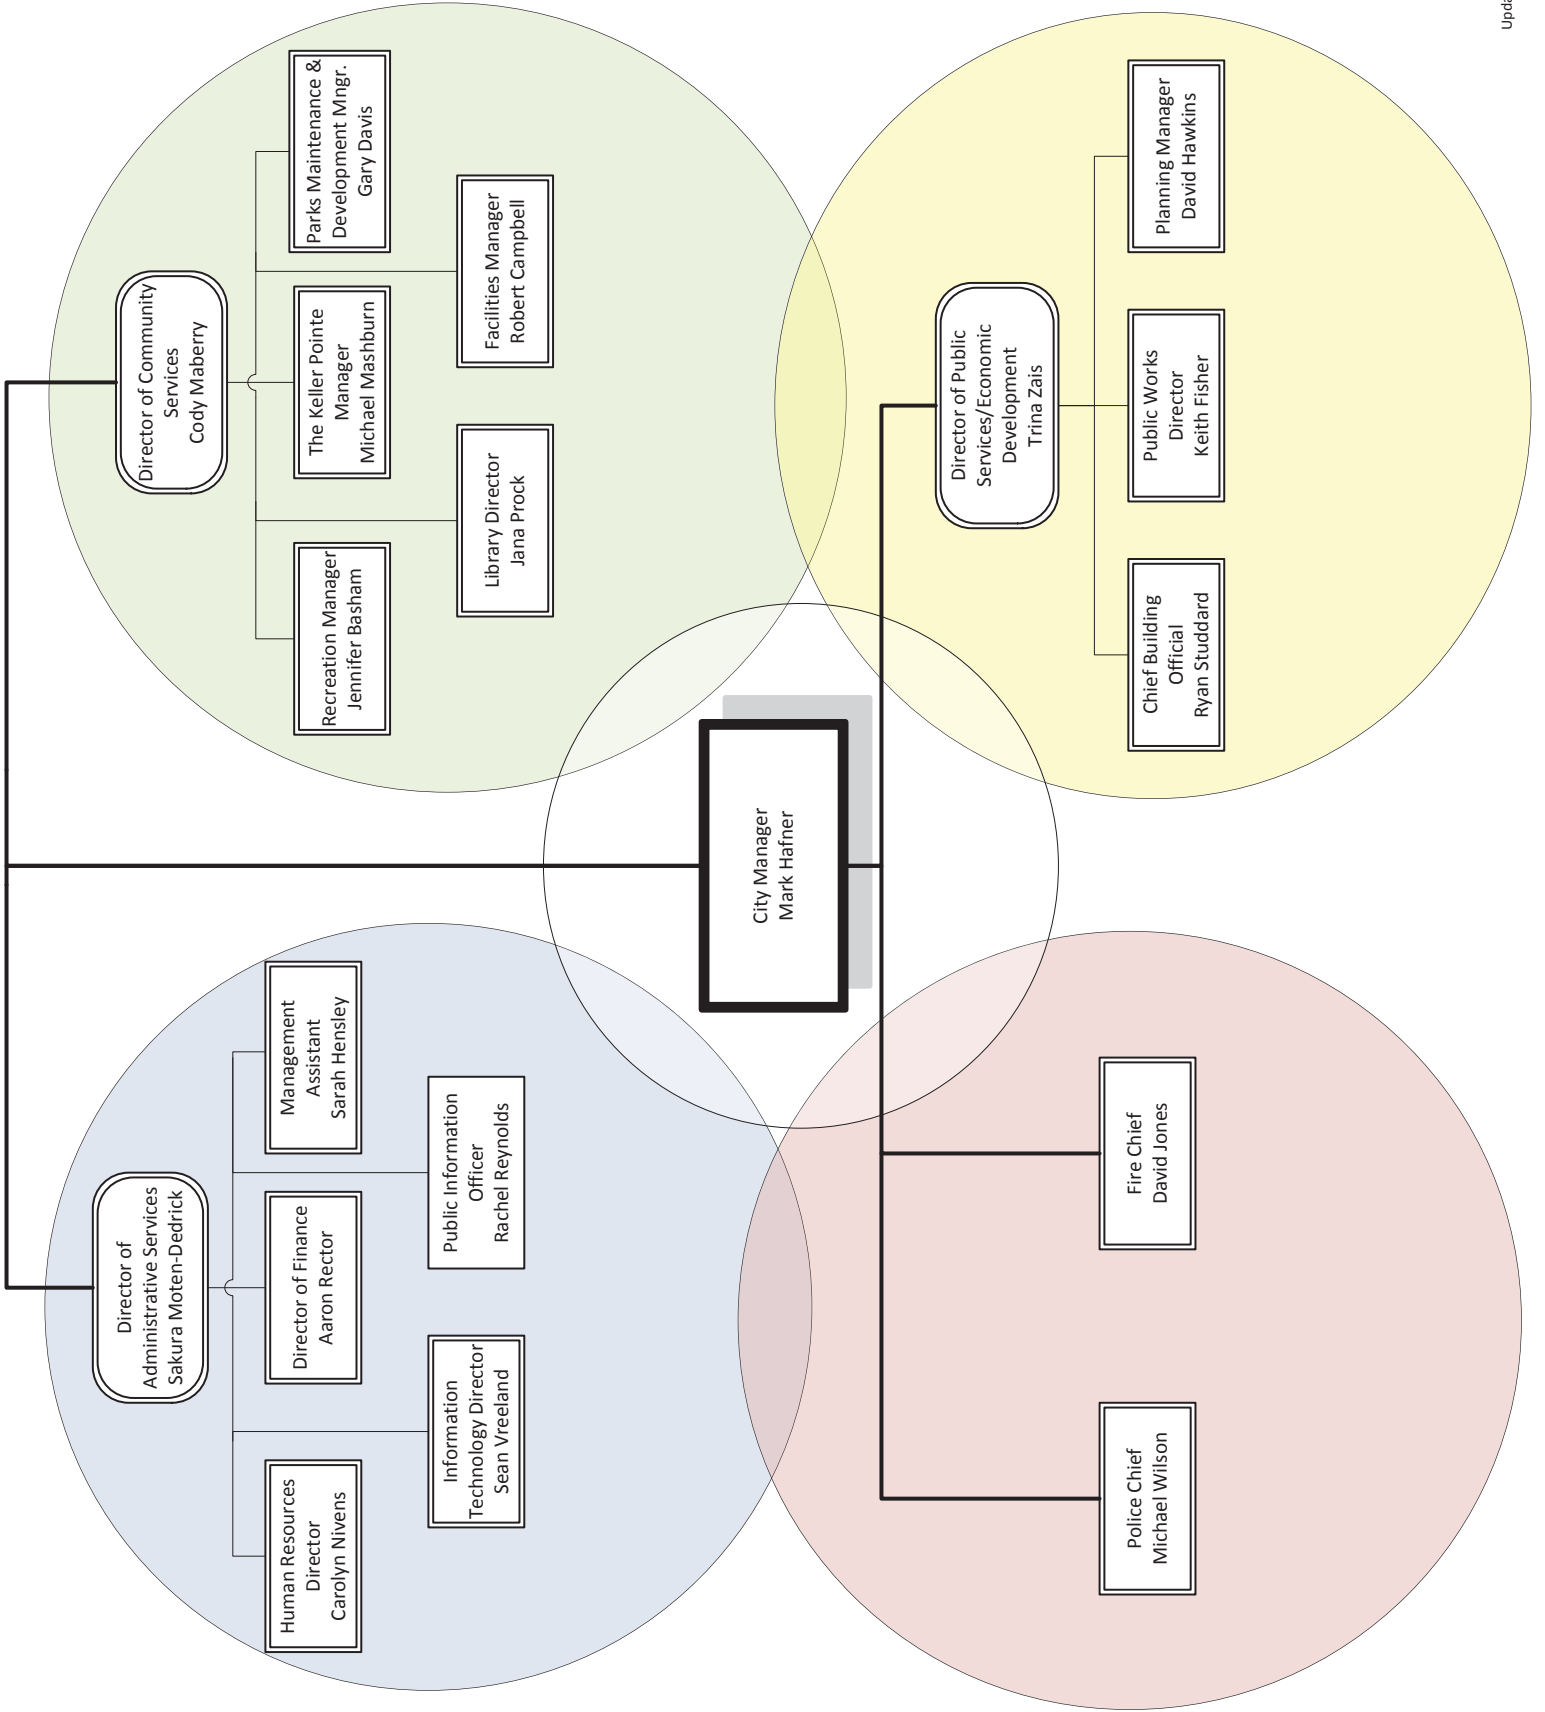 Director of
Administrative Services
Sakura Moten-Dedrick
Human Resources
Director
Carolyn Nivens
Director of Finance
Aaron Rector
Management
Assistant
Sarah Hensley
Information
Technology Director
Sean Vreeland
Public Information
Officer
Rachel Reynolds
Director of Community
Services
Cody Maberry
Recreation Manager
Jennifer Basham
The Keller Pointe
Manager
Michael Mashburn
Parks Maintenance &
Development Mngr.
Gary Davis
Library Director
Jana Prock
Facilities Manager
Robert Campbell
City Manager
Mark Hafner
Police Chief
Michael Wilson
Fire Chief
David Jones
Director of Public
Services/Economic
Development
Trina Zais
Chief Building
Official
Ryan Studdard
Public Works
Director
Keith Fisher
Planning Manager
David Hawkins
Upda